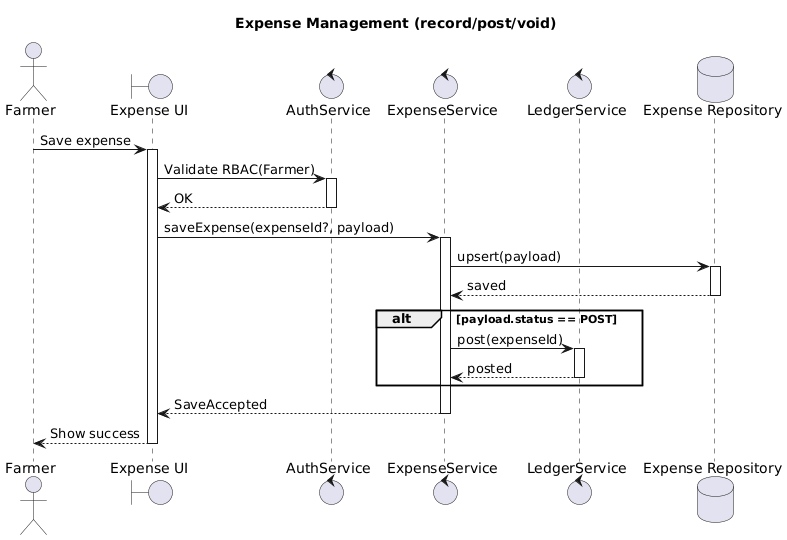 Expense Management (record/post/void)
Farmer Expense UI AuthService ExpenseService LedgerService Expense Repository
Save expense
Validate RBAC(Farmer)
OK
saveExpense(expenseId?, payload)
upsert(payload)
saved
alt [payload.status == POST]
post(expenseId)
posted
SaveAccepted
Show success
Farmer Expense UI AuthService ExpenseService LedgerService Expense Repository